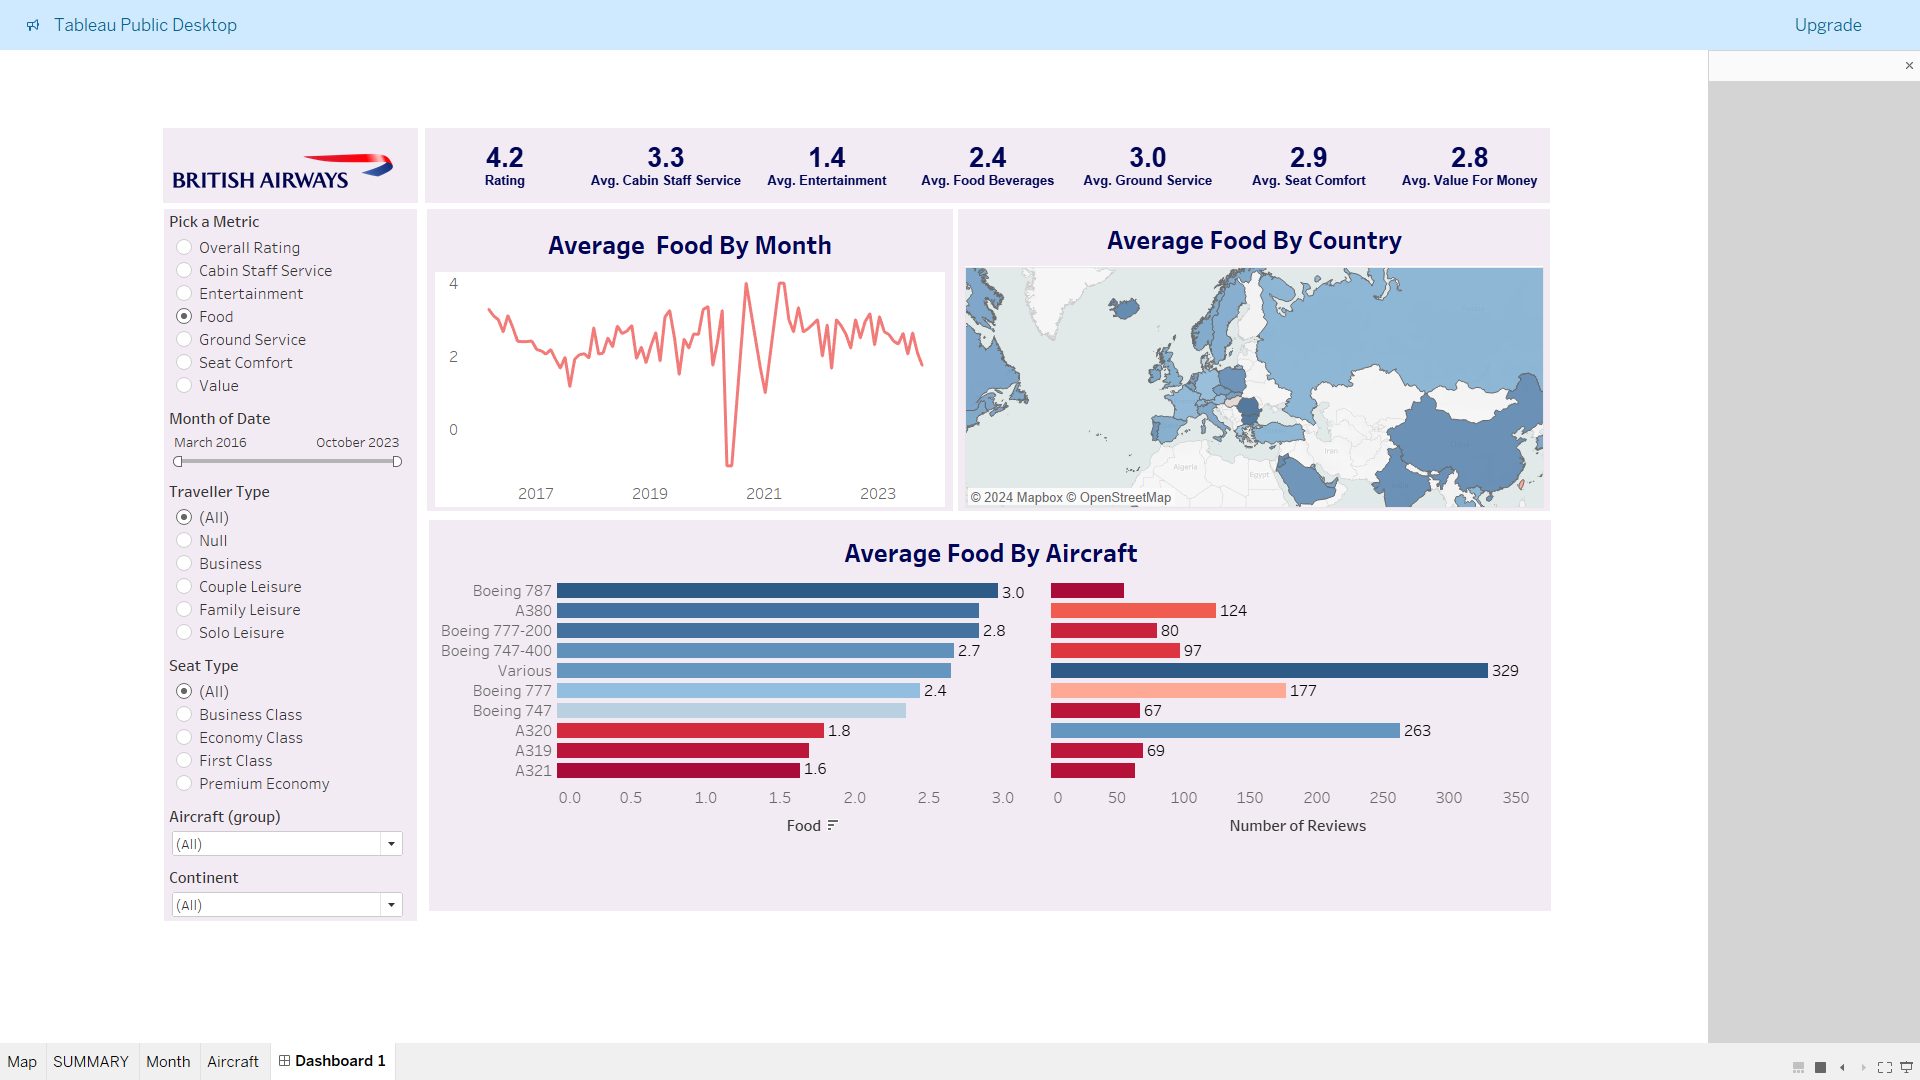 Tableau Public Desktop
Upgrade
BRITISH AIRWAYS
4.2
Rating
3.3
Avg. Cabin Staff Service
1.4
Avg. Entertainment
2.4
Avg. Food Beverages
3.0
Avg. Ground Service
2.9
Avg. Seat Comfort
2.8
Avg. Value For Money
Pick a Metric
Overall Rating
Cabin Staff Service
Entertainment
Food
Ground Service
Seat Comfort
Value
Month of Date
March 2016 October 2023
Traveller Type
(All)
Null
Business
Couple Leisure
Family Leisure
Solo Leisure
Seat Type
(All)
Business Class
Economy Class
First Class
Premium Economy
Aircraft (group)
(All)
Continent
(All)
Average Food By Month
4
2
0
2017 2019 2021 2023
Average Food By Country
Algeria
Egypt
Iran
© 2024 Mapbox © OpenStreetMap
Average Food By Aircraft
Boeing 787 3.0
A380 124
Boeing 777-200 2.8 80
Boeing 747-400 2.7 97
Various 329
Boeing 777 2.4 177
Boeing 747 67
A320 1.8 263
A319 69
A321 1.6
0.0 0.5 1.0 1.5 2.0 2.5 3.0
0 50 100 150 200 250 300 350
Food
Number of Reviews
Map SUMMARY Month Aircraft Dashboard 1